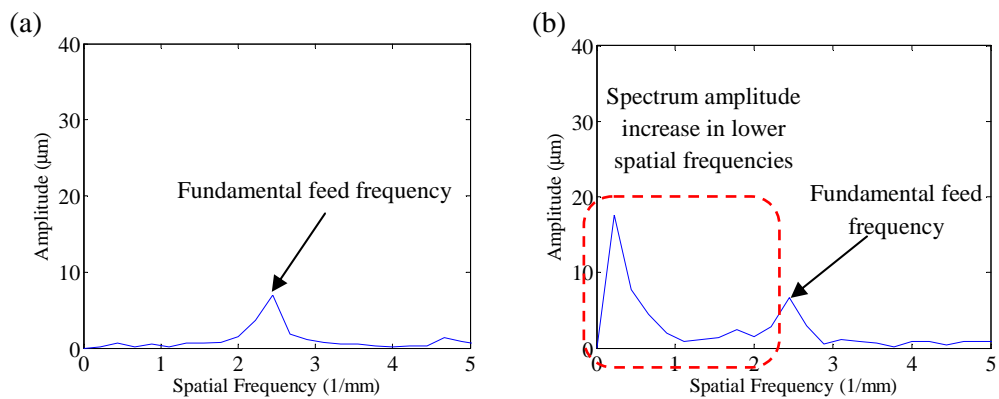 (a)
40
30
20
10
0
Amplitude (µm)
Fundamental feed frequency
0 1 2 3 4 5
Spatial Frequency (1/mm)
(b)
40
30
20
10
0
Amplitude (µm)
Spectrum amplitude
increase in lower
spatial frequencies
Fundamental feed
frequency
0 1 2 3 4 5
Spatial Frequency (1/mm)